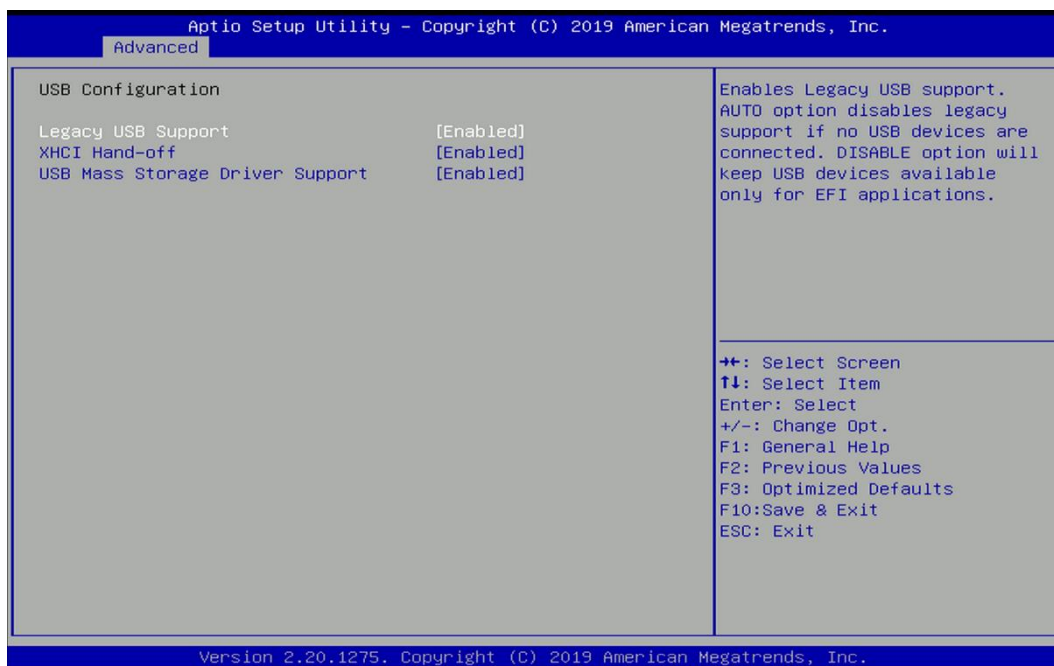 Aptio Setup Utility – Copyright (C) 2019 American Megatrends, Inc.
Advanced
USB Configuration
Legacy USB Support [Enabled]
XHCI Hand-off [Enabled]
USB Mass Storage Driver Support [Enabled]
Enables Legacy USB support.
AUTO option disables legacy
support if no USB devices are
connected. DISABLE option will
keep USB devices available
only for EFI applications.
→←: Select Screen
↑↓: Select Item
Enter: Select
+/-: Change Opt.
F1: General Help
F2: Previous Values
F3: Optimized Defaults
F10:Save & Exit
ESC: Exit
Version 2.20.1275. Copyright (C) 2019 American Megatrends, Inc.